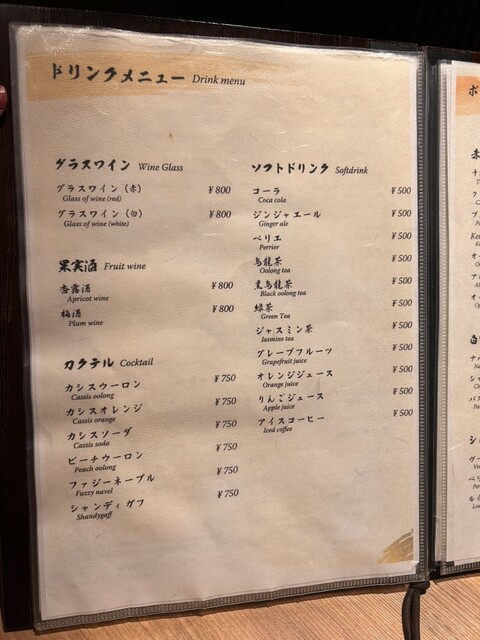 ドリンクメニュー Drink menu
グラスワイン Wine Glass
グラスワイン（赤） ¥800
Glass of wine (red)
グラスワイン（白） ¥800
Glass of wine (white)
果実酒 Fruit wine
杏露酒 ¥800
Apricot wine
梅酒 ¥800
Plum wine
カクテル Cocktail
カシスウーロン ¥750
Cassis oolong
カシスオレンジ ¥750
Cassis orange
カシスソーダ ¥750
Cassis soda
ピーチウーロン ¥750
Peach oolong
ファジーネーブル ¥750
Fuzzy navel
シャンディガフ ¥750
Shandygaff
ソフトドリンク Softdrink
コーラ ¥500
Coca cola
ジンジャエール ¥500
Ginger ale
ペリエ ¥500
Perrier
烏龍茶 ¥500
Oolong tea
黒烏龍茶 ¥500
Black oolong tea
緑茶 ¥500
Green Tea
ジャスミン茶 ¥500
Jasmine tea
グレープフルーツ ¥500
Grapefruit juice
オレンジジュース ¥500
Orange juice
りんごジュース ¥500
Apple juice
アイスコーヒー ¥500
Iced coffee